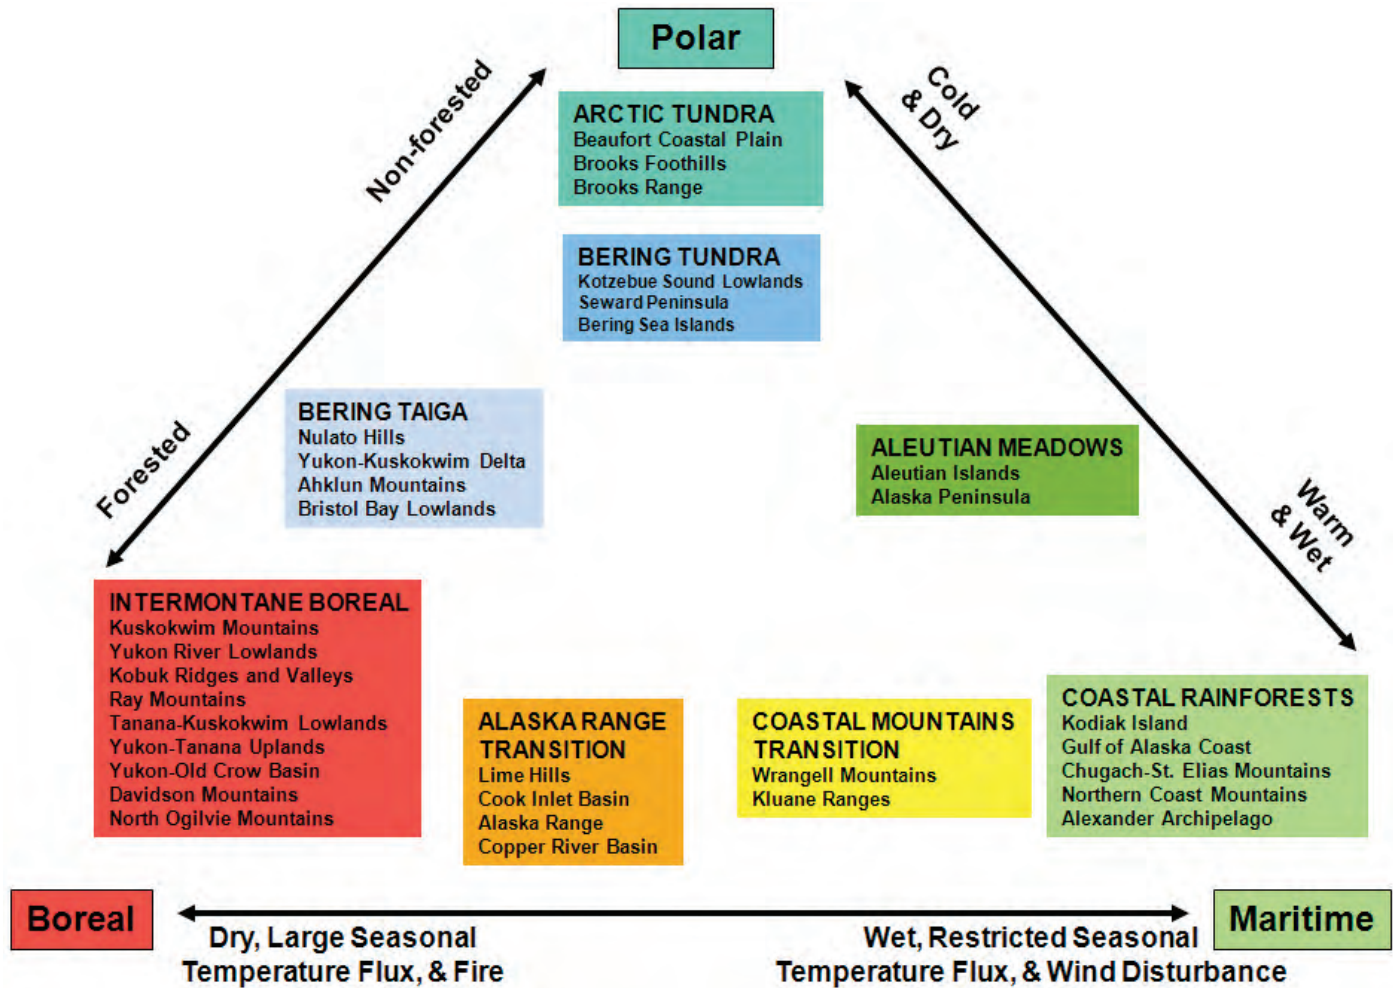 Polar
Non-forested
Cold
& Dry
ARCTIC TUNDRA
Beaufort Coastal Plain
Brooks Foothills
Brooks Range
BERING TUNDRA
Kotzebue Sound Lowlands
Seward Peninsula
Bering Sea Islands
Forested
BERING TAIGA
Nulato Hills
Yukon-Kuskokwim Delta
Ahklun Mountains
Bristol Bay Lowlands
ALEUTIAN MEADOWS
Aleutian Islands
Alaska Peninsula
Warm
& Wet
INTERMONTANE BOREAL
Kuskokwim Mountains
Yukon River Lowlands
Kobuk Ridges and Valleys
Ray Mountains
Tanana-Kuskokwim Lowlands
Yukon-Tanana Uplands
Yukon-Old Crow Basin
Davidson Mountains
North Ogilvie Mountains
ALASKA RANGE
TRANSITION
Lime Hills
Cook Inlet Basin
Alaska Range
Copper River Basin
COASTAL MOUNTAINS
TRANSITION
Wrangell Mountains
Kluane Ranges
COASTAL RAINFORESTS
Kodiak Island
Gulf of Alaska Coast
Chugach-St. Elias Mountains
Northern Coast Mountains
Alexander Archipelago
Boreal
Dry, Large Seasonal
Temperature Flux, & Fire
Wet, Restricted Seasonal
Temperature Flux, & Wind Disturbance
Maritime